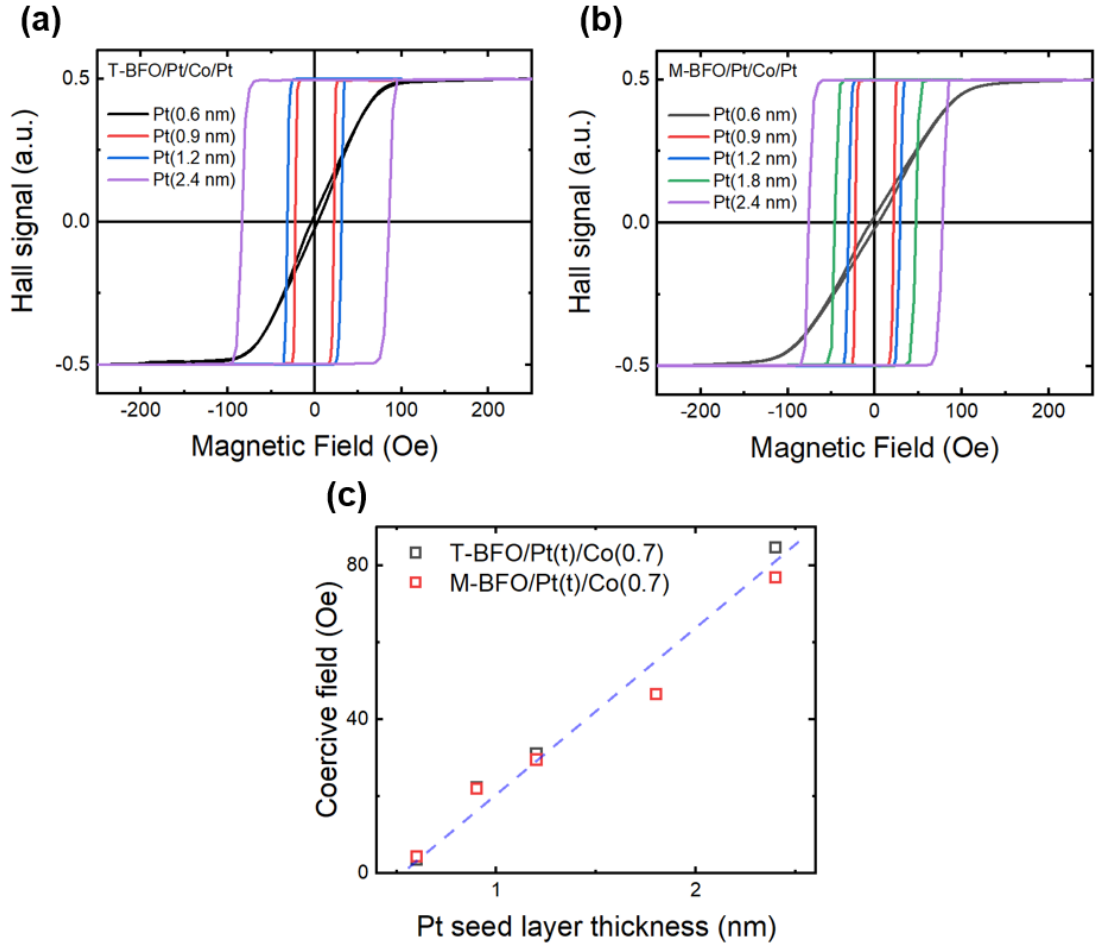 (a)
T-BFO/Pt/Co/Pt
Pt(0.6 nm)
Pt(0.9 nm)
Pt(1.2 nm)
Pt(2.4 nm)
0.5
0.0
-0.5
Hall signal (a.u.)
-200 -100 0 100 200
Magnetic Field (Oe)
(b)
M-BFO/Pt/Co/Pt
Pt(0.6 nm)
Pt(0.9 nm)
Pt(1.2 nm)
Pt(1.8 nm)
Pt(2.4 nm)
0.5
0.0
-0.5
Hall signal (a.u.)
-200 -100 0 100 200
Magnetic Field (Oe)
(c)
T-BFO/Pt(t)/Co(0.7)
M-BFO/Pt(t)/Co(0.7)
80
40
0
Coercive field (Oe)
1 2
Pt seed layer thickness (nm)